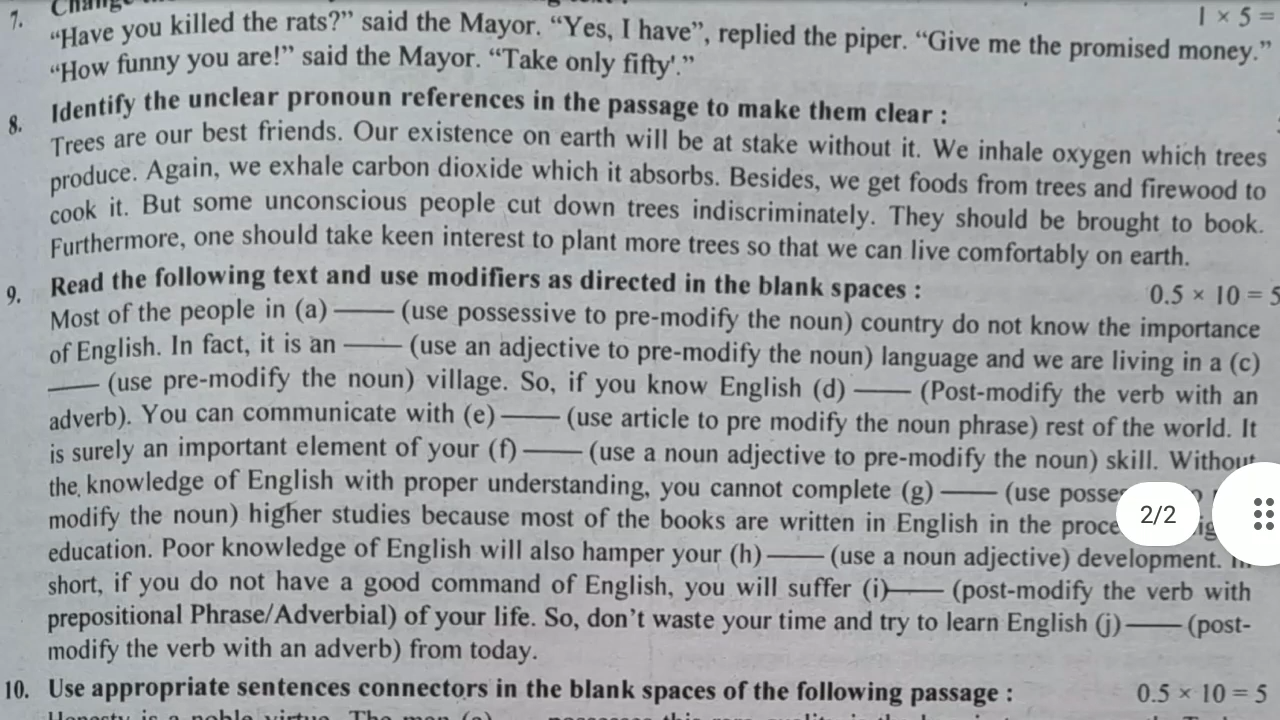 7. Change
1 × 5 =
"Have you killed the rats?" said the Mayor. "Yes, I have", replied the piper. "Give me the promised money."
"How funny you are!" said the Mayor. "Take only fifty'."
8. Identify the unclear pronoun references in the passage to make them clear :
Trees are our best friends. Our existence on earth will be at stake without it. We inhale oxygen which trees
produce. Again, we exhale carbon dioxide which it absorbs. Besides, we get foods from trees and firewood to
cook it. But some unconscious people cut down trees indiscriminately. They should be brought to book.
Furthermore, one should take keen interest to plant more trees so that we can live comfortably on earth.
9. Read the following text and use modifiers as directed in the blank spaces : 0.5 × 10 = 5
Most of the people in (a) —— (use possessive to pre-modify the noun) country do not know the importance
of English. In fact, it is an —— (use an adjective to pre-modify the noun) language and we are living in a (c)
—— (use pre-modify the noun) village. So, if you know English (d) —— (Post-modify the verb with an
adverb). You can communicate with (e) —— (use article to pre modify the noun phrase) rest of the world. It
is surely an important element of your (f) —— (use a noun adjective to pre-modify the noun) skill. Without
the knowledge of English with proper understanding, you cannot complete (g) —— (use
modify the noun) higher studies because most of the books are written in English in the
2/2
education. Poor knowledge of English will also hamper your (h) —— (use a noun adjective) development. In
short, if you do not have a good command of English, you will suffer (i) —— (post-modify the verb with
prepositional Phrase/Adverbial) of your life. So, don't waste your time and try to learn English (j) —— (post-
modify the verb with an adverb) from today.
10. Use appropriate sentences connectors in the blank spaces of the following passage : 0.5 × 10 = 5
Honesty is a noble virtue. The man (a)